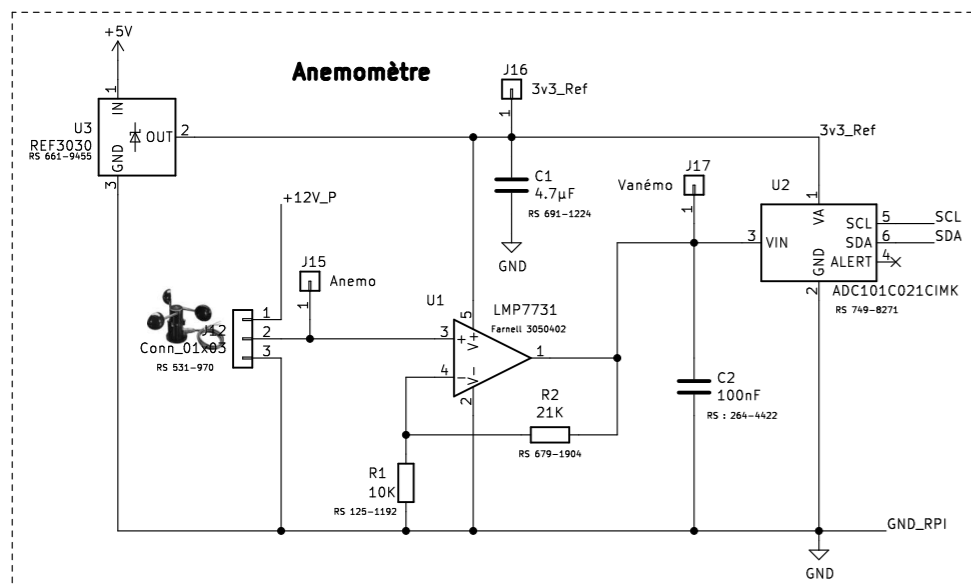 +5V
Anemomètre
J16
3v3_Ref
1
1
IN
U3
REF3030
RS 661-9455
OUT
2
GND
3
3v3_Ref
J17
Vanémo
1
U2
1
VA
C1
4.7µF
RS 691-1224
GND
+12V_P
3
VIN
SCL
5
SCL
SDA
6
SDA
ALERT
4
GND
2
ADC101C021CIMK
RS 749-8271
J15
Anemo
1
U1
LMP7731
Farnell 3050402
J12
Conn_01x03
RS 531-970
1
2
3
3
+
5
V+
1
4
-
V-
2
R2
21K
RS 679-1904
C2
100nF
RS : 264-4422
R1
10K
RS 125-1192
GND_RPI
GND